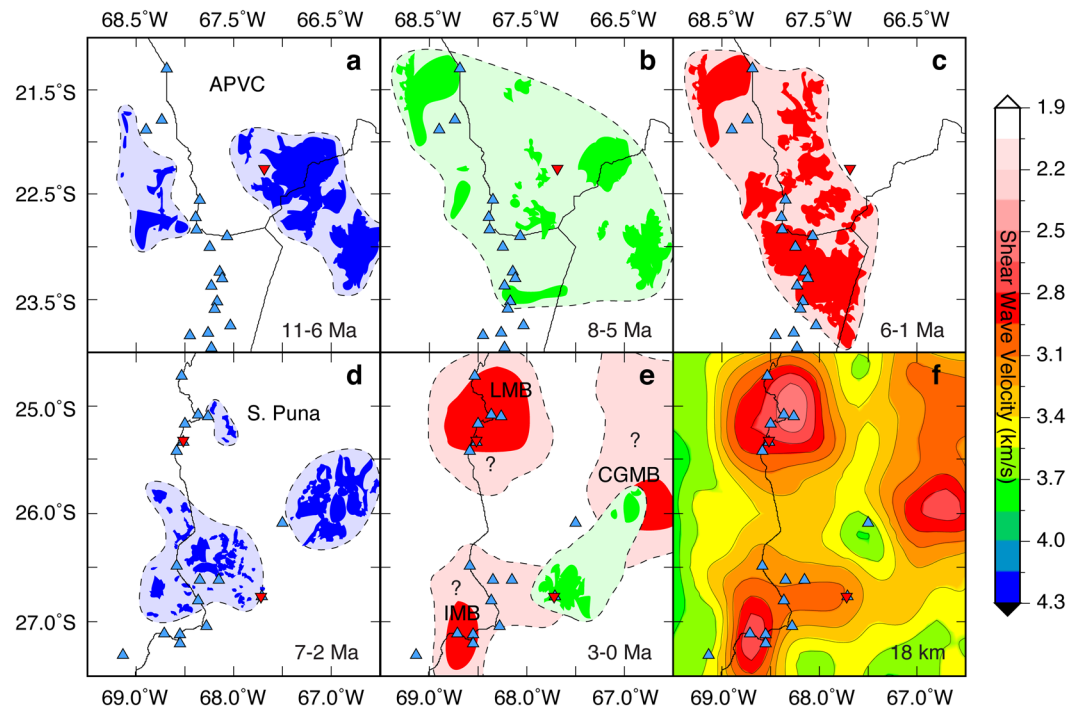 68.5°W 67.5°W 66.5°W 68.5°W 67.5°W 66.5°W 68.5°W 67.5°W 66.5°W
a b c
APVC
21.5°S
22.5°S
23.5°S
11-6 Ma 8-5 Ma 6-1 Ma
d e f
S. Puna LMB
25.0°S
26.0°S
27.0°S
? ?
CGMB
?
IMB
7-2 Ma 3-0 Ma 18 km
69.0°W 68.0°W 67.0°W 69.0°W 68.0°W 67.0°W 69.0°W 68.0°W 67.0°W
1.9
2.2
2.5
2.8
3.1
3.4
3.7
4.0
4.3
Shear Wave Velocity (km/s)